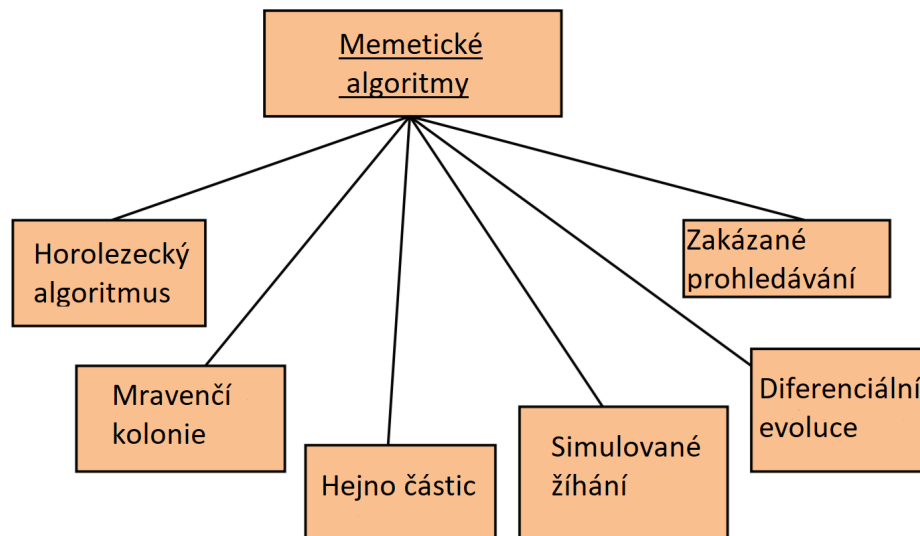 Memetické
algoritmy
Horolezecký
algoritmus
Zakázané
prohledávání
Mravenčí
kolonie
Diferenciální
evoluce
Simulované
žíhání
Hejno částic